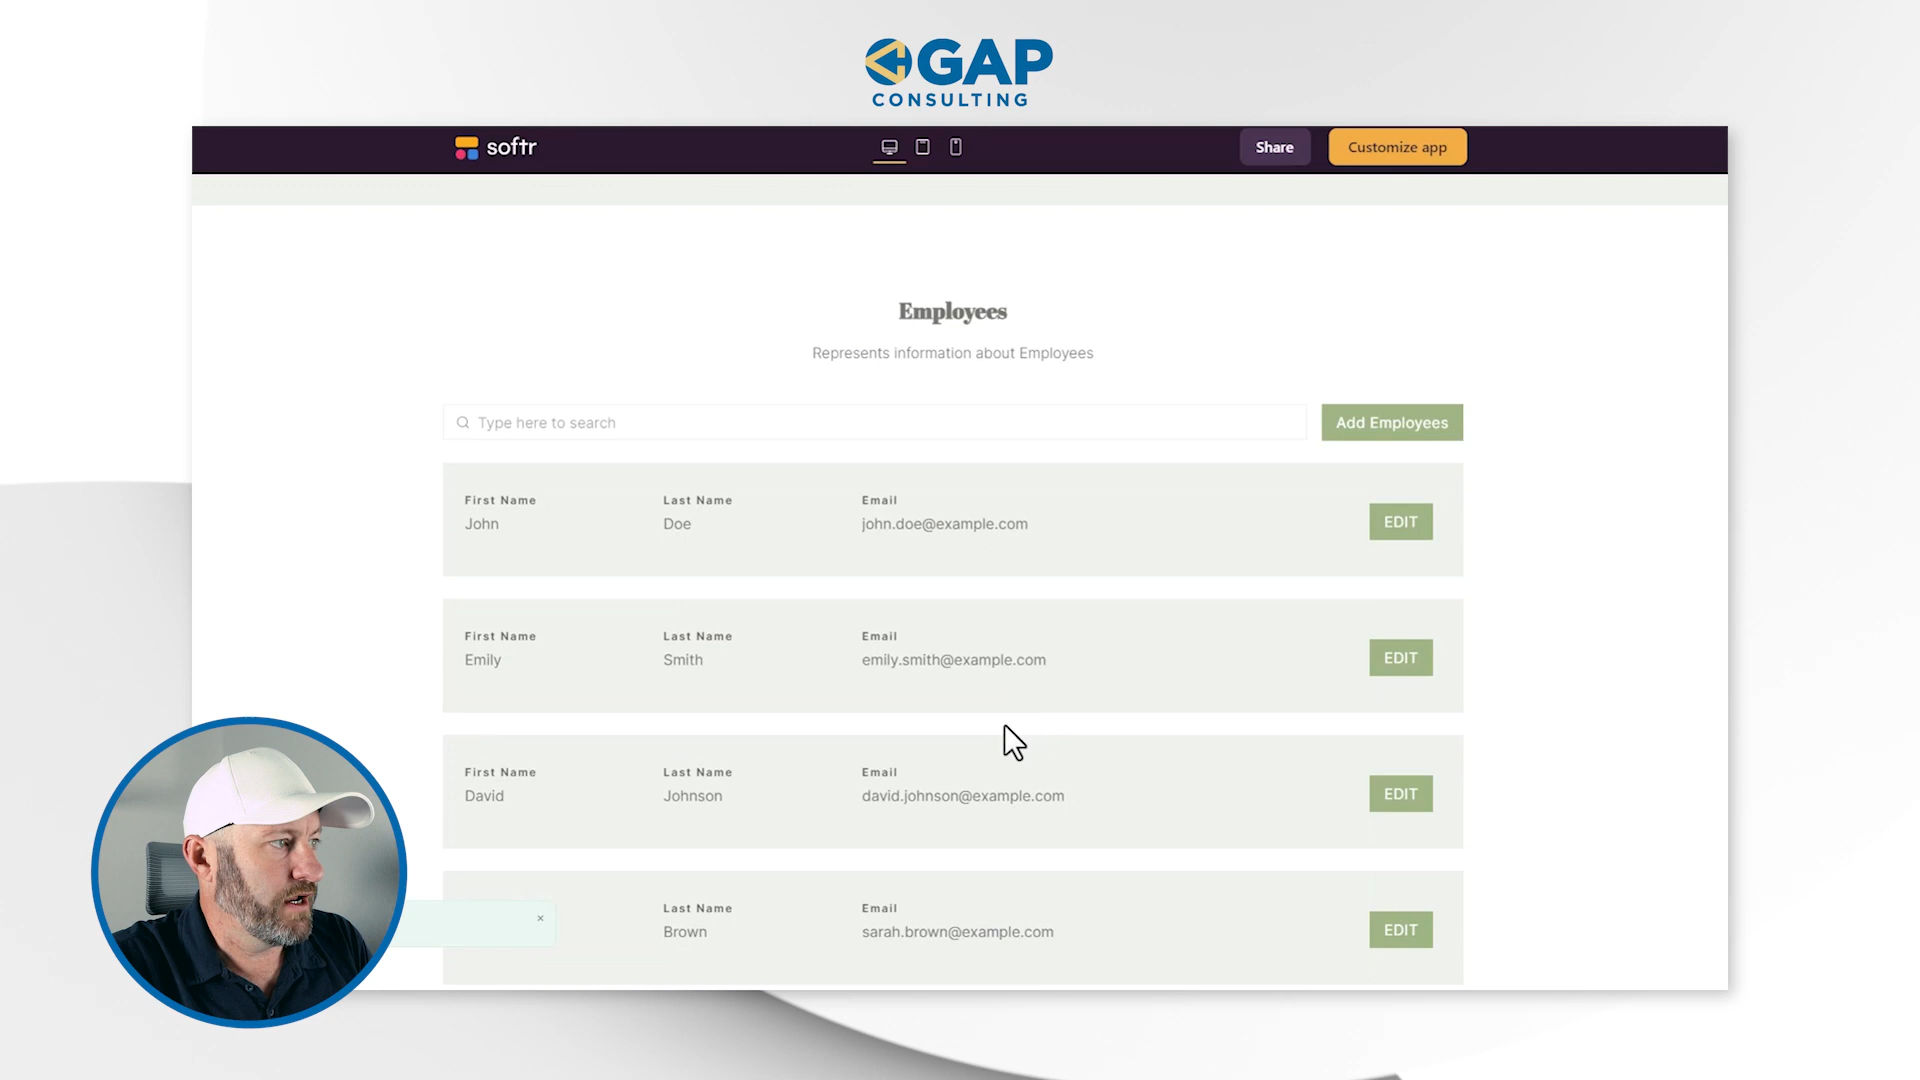 GAP
CONSULTING
softr
Share
Customize app
Employees
Represents information about Employees
Type here to search
Add Employees
First Name
Last Name
Email
John
Doe
john.doe@example.com
EDIT
First Name
Last Name
Email
Emily
Smith
emily.smith@example.com
EDIT
First Name
Last Name
Email
David
Johnson
david.johnson@example.com
EDIT
Last Name
Email
Brown
sarah.brown@example.com
EDIT